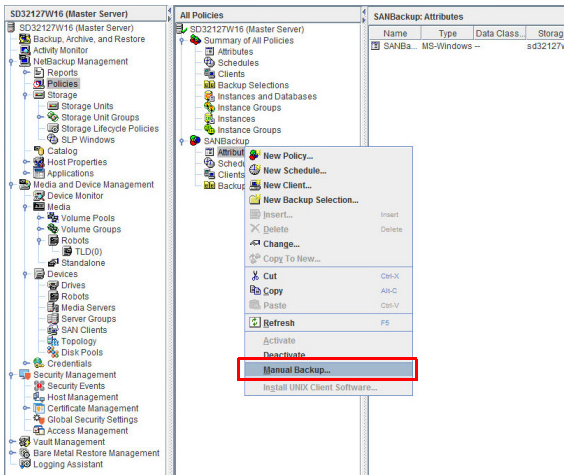 SD32127W16 (Master Server)
SD32127W16 (Master Server)
Backup, Archive, and Restore
Activity Monitor
NetBackup Management
Reports
Policies
Storage
Storage Units
Storage Unit Groups
Storage Lifecycle Policies
SLP Windows
Catalog
Host Properties
Applications
Media and Device Management
Device Monitor
Media
Volume Pools
Volume Groups
Robots
TLD(0)
Standalone
Devices
Drives
Robots
Media Servers
Server Groups
SAN Clients
Topology
Disk Pools
Credentials
Security Management
Security Events
Host Management
Certificate Management
Global Security Settings
Access Management
Vault Management
Bare Metal Restore Management
Logging Assistant
All Policies
SD32127W16 (Master Server)
Summary of All Policies
Attributes
Schedules
Clients
Backup Selections
Instances and Databases
Instance Groups
Instances
Instance Groups
SANBackup
Attribut
Schedu
Clients
Backup
New Policy...
New Schedule...
New Client...
New Backup Selection...
Insert... Insert
Delete Delete
Change...
Copy To New...
Cut Ctrl-X
Copy Alt-C
Paste Ctrl-V
Refresh F5
Activate
Deactivate
Manual Backup...
Install UNIX Client Software...
SANBackup: Attributes
Name Type Data Class... Storag
SANBa... MS-Windows -- sd32127v